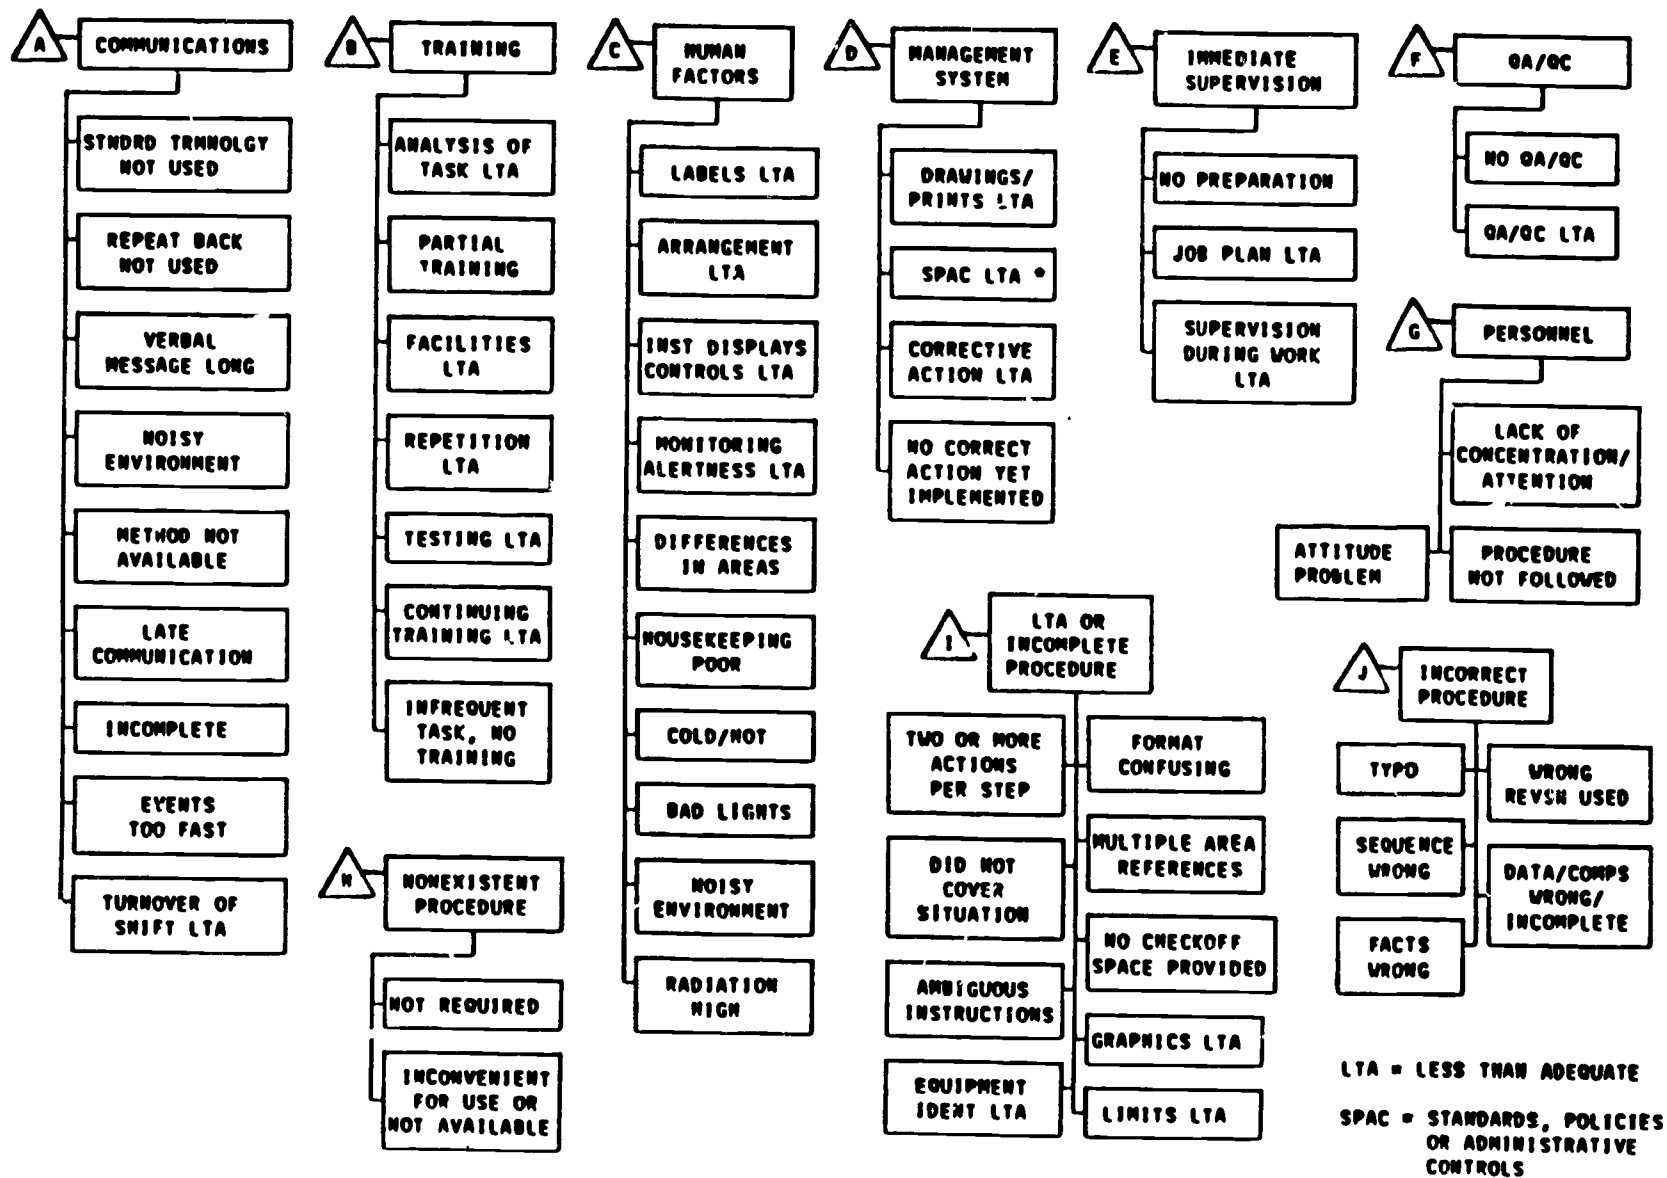 A
COMMUNICATIONS
STNDRD TRMNOLGY
NOT USED
REPEAT BACK
NOT USED
VERBAL
MESSAGE LONG
NOISY
ENVIRONMENT
METHOD NOT
AVAILABLE
LATE
COMMUNICATION
INCOMPLETE
EVENTS
TOO FAST
TURNOVER OF
SHIFT LTA
B
TRAINING
ANALYSIS OF
TASK LTA
PARTIAL
TRAINING
FACILITIES
LTA
REPETITION
LTA
TESTING LTA
CONTINUING
TRAINING LTA
INFREQUENT
TASK, NO
TRAINING
H
NONEXISTENT
PROCEDURE
NOT REQUIRED
INCONVENIENT
FOR USE OR
NOT AVAILABLE
C
HUMAN
FACTORS
LABELS LTA
ARRANGEMENT
LTA
INST DISPLAYS
CONTROLS LTA
MONITORING
ALERTNESS LTA
DIFFERENCES
IN AREAS
HOUSEKEEPING
POOR
COLD/HOT
BAD LIGHTS
NOISY
ENVIRONMENT
RADIATION
HIGH
D
MANAGEMENT
SYSTEM
DRAWINGS/
PRINTS LTA
SPAC LTA *
CORRECTIVE
ACTION LTA
NO CORRECT
ACTION YET
IMPLEMENTED
E
IMMEDIATE
SUPERVISION
NO PREPARATION
JOB PLAN LTA
SUPERVISION
DURING WORK
LTA
F
QA/QC
NO QA/QC
QA/QC LTA
G
PERSONNEL
LACK OF
CONCENTRATION/
ATTENTION
ATTITUDE
PROBLEM
PROCEDURE
NOT FOLLOWED
I
LTA OR
INCOMPLETE
PROCEDURE
TWO OR MORE
ACTIONS
PER STEP
FORMAT
CONFUSING
DID NOT
COVER
SITUATION
MULTIPLE AREA
REFERENCES
AMBIGUOUS
INSTRUCTIONS
NO CHECKOFF
SPACE PROVIDED
GRAPHICS LTA
EQUIPMENT
IDENT LTA
LIMITS LTA
J
INCORRECT
PROCEDURE
TYPO
WRONG
REVSN USED
SEQUENCE
WRONG
DATA/COMPS
WRONG/
INCOMPLETE
FACTS
WRONG
LTA = LESS THAN ADEQUATE
SPAC = STANDARDS, POLICIES
OR ADMINISTRATIVE
CONTROLS